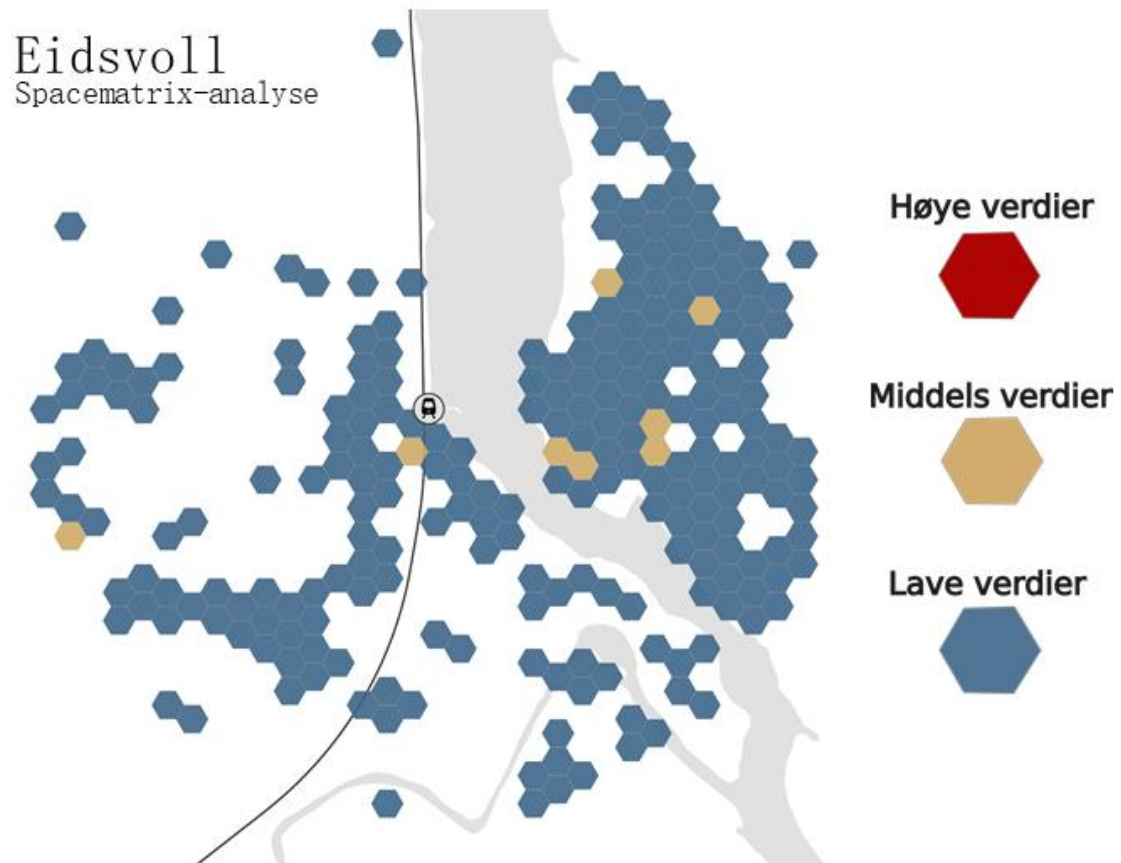 Eidsvoll
Spacematrix-analyse
Høye verdier
Middels verdier
Lave verdier